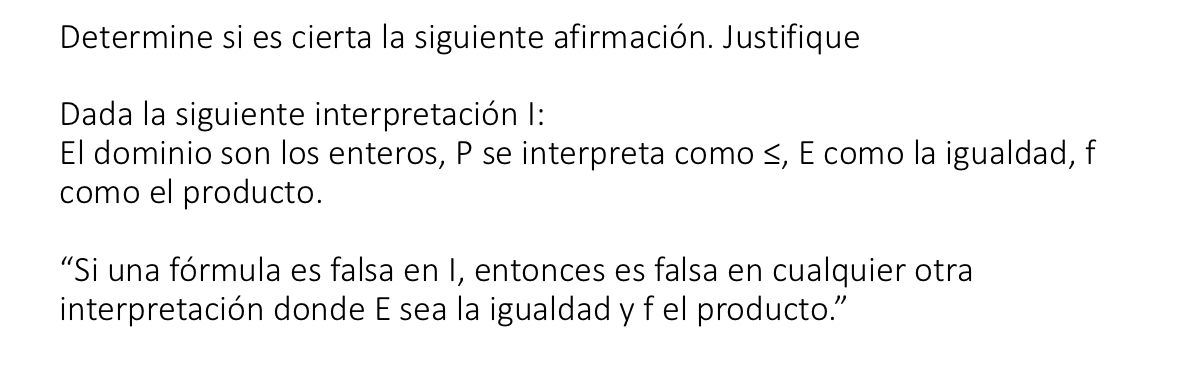 Determine si es cierta la siguiente afirmación. Justifique
Dada la siguiente interpretación I:
El dominio son los enteros, P se interpreta como ≤, E como la igualdad, f
como el producto.
“Si una fórmula es falsa en I, entonces es falsa en cualquier otra
interpretación donde E sea la igualdad y f el producto.”